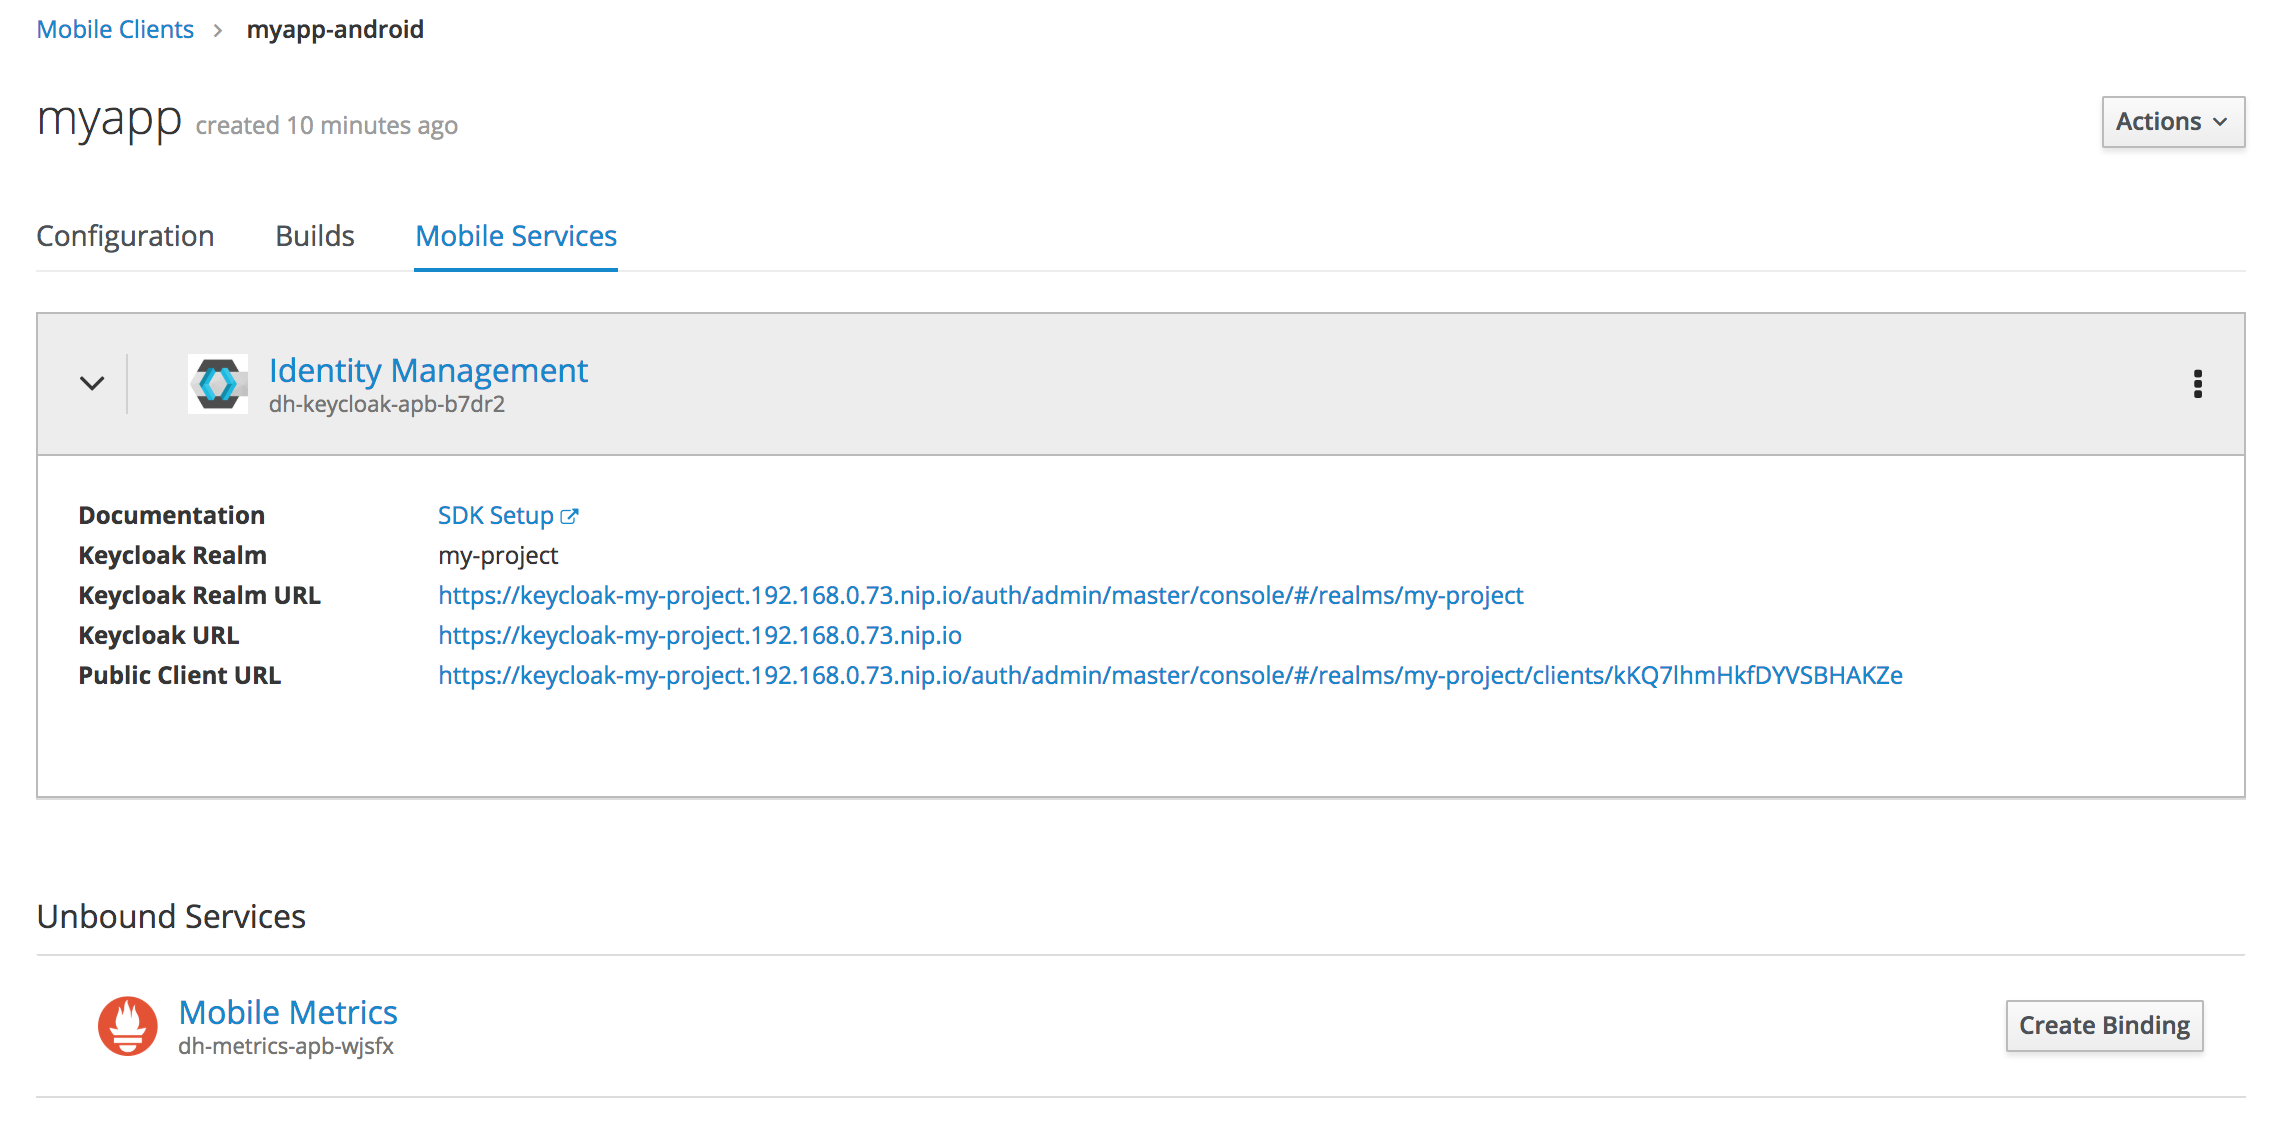 Mobile Clients > myapp-android
myapp created 10 minutes ago
Actions
Configuration Builds Mobile Services
Identity Management
dh-keycloak-apb-b7dr2
Documentation SDK Setup
Keycloak Realm my-project
Keycloak Realm URL https://keycloak-my-project.192.168.0.73.nip.io/auth/admin/master/console/#/realms/my-project
Keycloak URL https://keycloak-my-project.192.168.0.73.nip.io
Public Client URL https://keycloak-my-project.192.168.0.73.nip.io/auth/admin/master/console/#/realms/my-project/clients/kKQ7lhmHkfDYVSBHAKZe
Unbound Services
Mobile Metrics
dh-metrics-apb-wjsfx
Create Binding